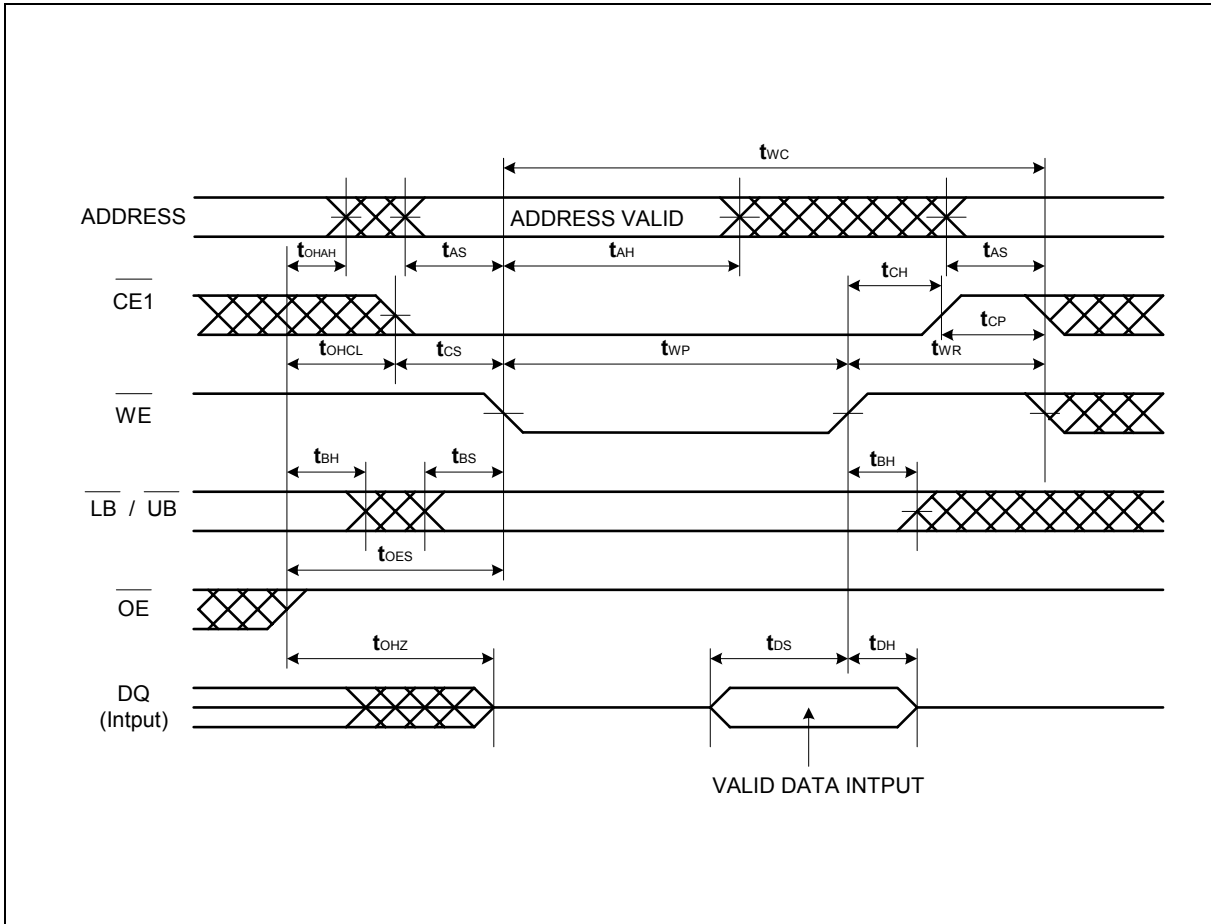 tWC
ADDRESS
ADDRESS VALID
tOHAH
tAS
tAH
tCH
tAS
CE1
tCP
tOHCL
tCS
tWP
tWR
WE
tBH
tBS
tBH
LB / UB
tOES
OE
tOHZ
tDS
tDH
DQ
(Intput)
VALID DATA INTPUT